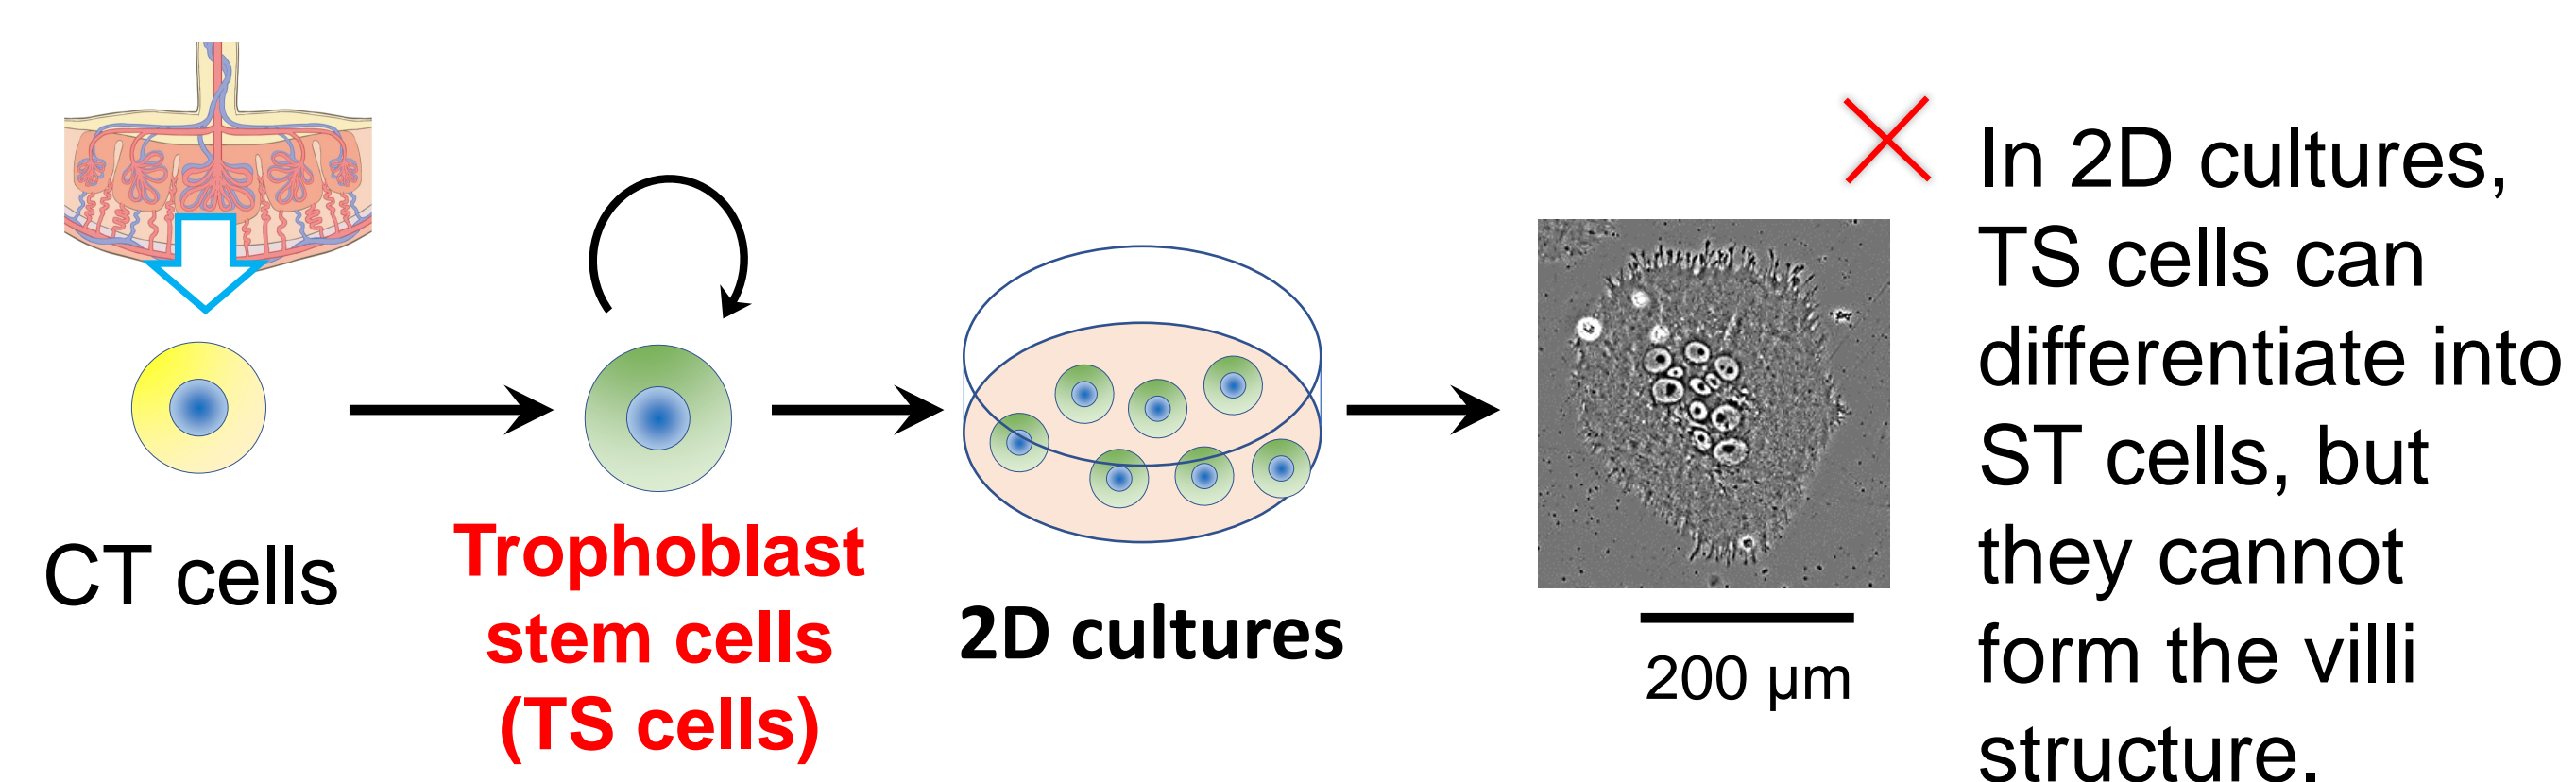 CT cells
Trophoblast
stem cells
(TS cells)
2D cultures
200 μm
In 2D cultures,
TS cells can
differentiate into
ST cells, but
they cannot
form the villi
structure.